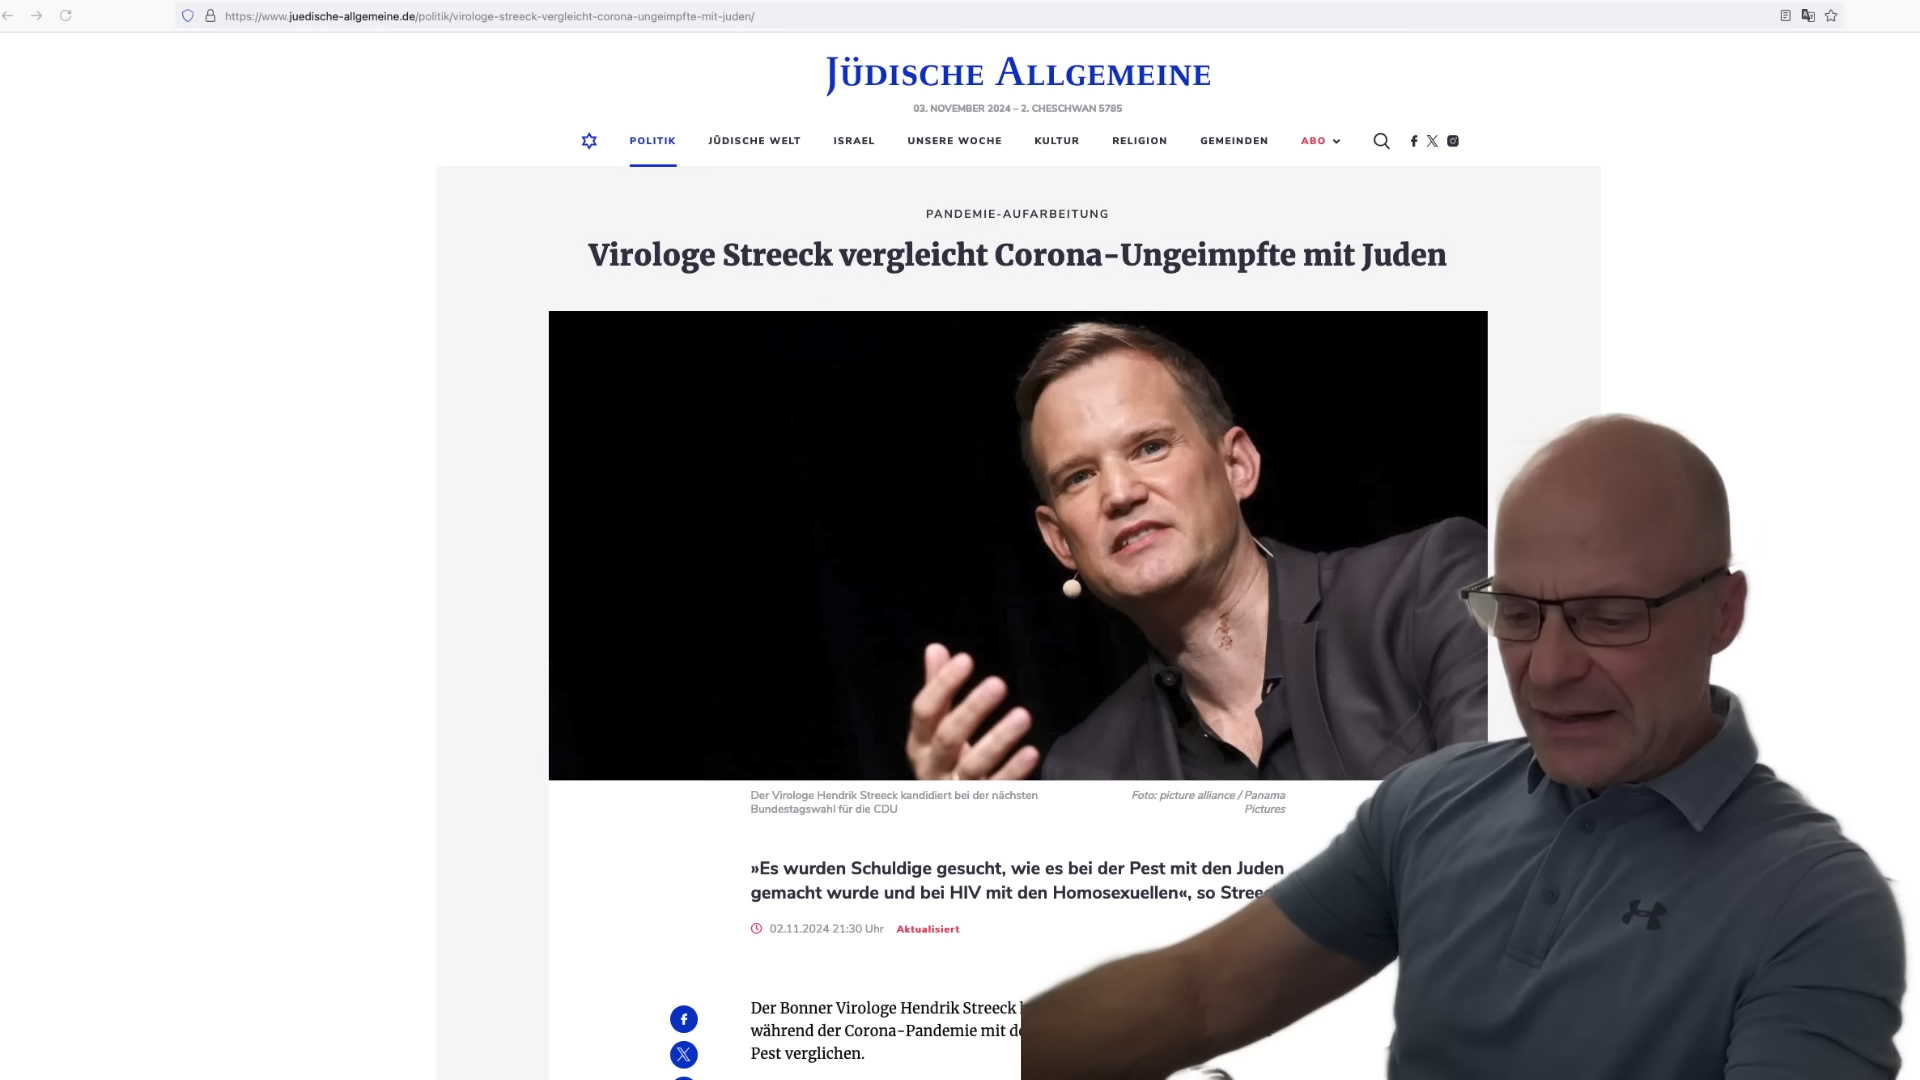 https://www.juedische-allgemeine.de/politik/virologe-streeck-vergleicht-corona-ungeimpfte-mit-juden/
JÜDISCHE ALLGEMEINE
03. NOVEMBER 2024 – 2. CHESCHWAN 5785
POLITIK JÜDISCHE WELT ISRAEL UNSERE WOCHE KULTUR RELIGION GEMEINDEN ABO
PANDEMIE-AUFARBEITUNG
Virologe Streeck vergleicht Corona-Ungeimpfte mit Juden
Der Virologe Hendrik Streeck kandidiert bei der nächsten
Bundestagswahl für die CDU
Foto: picture alliance / Panama
Pictures
»Es wurden Schuldige gesucht, wie es bei der Pest mit den Juden
gemacht wurde und bei HIV mit den Homosexuellen«, so
02.11.2024 21:30 Uhr Aktualisiert
Der Bonner Virologe Hendrik Streeck
während der Corona-Pandemie mit
Pest verglichen.